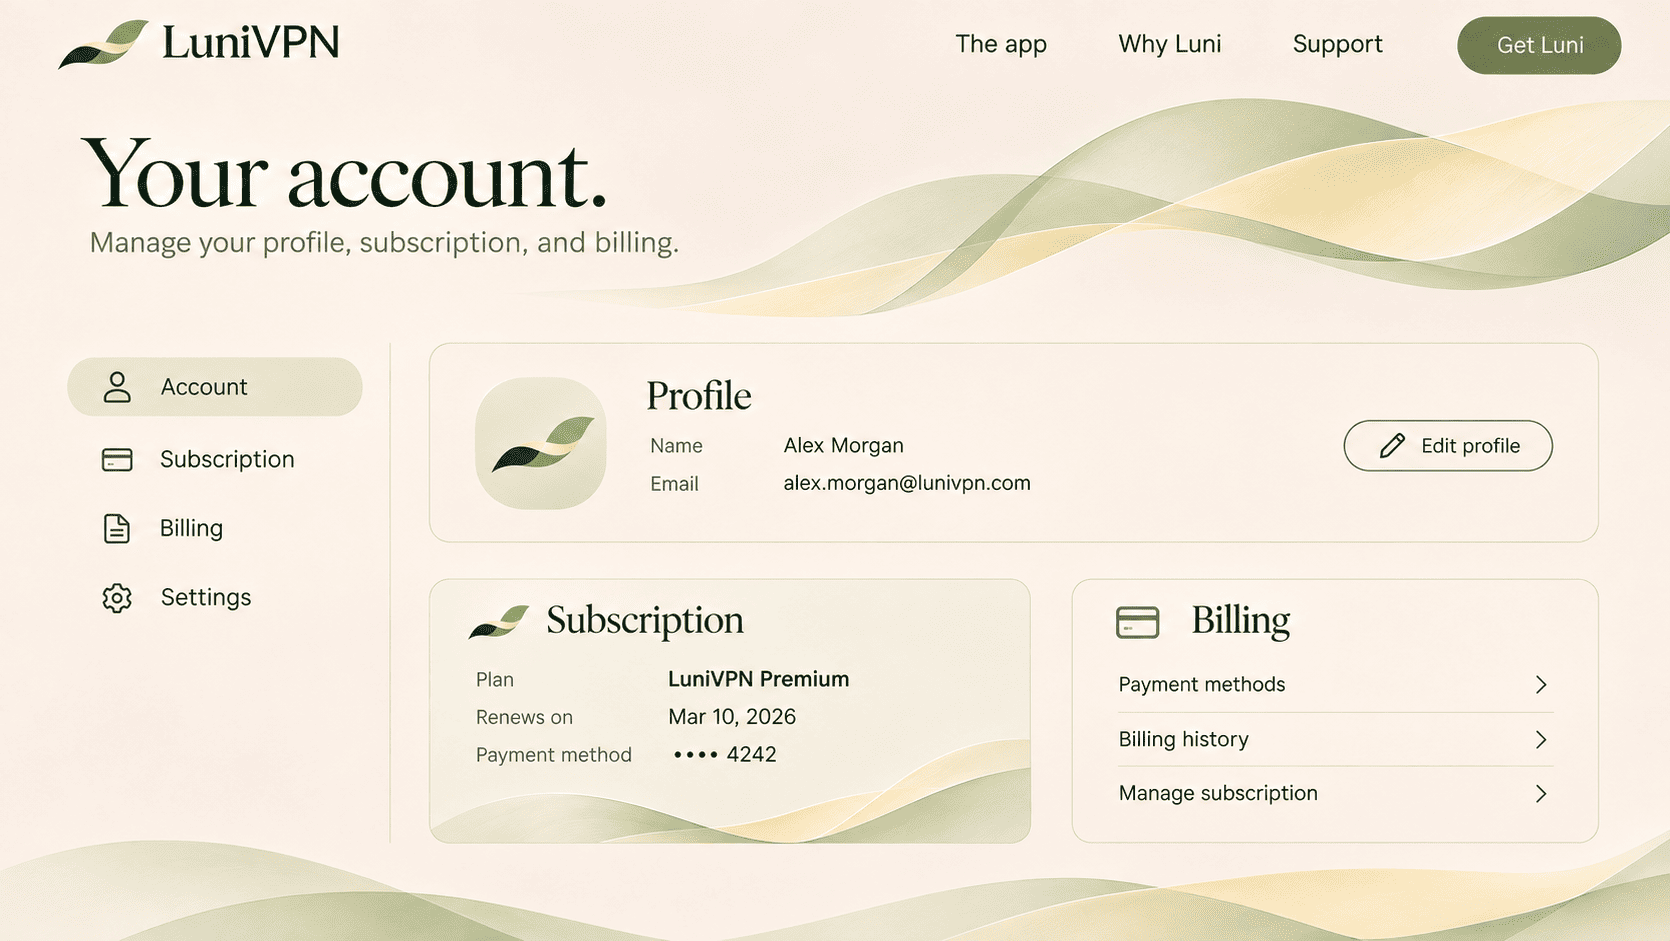 LuniVPN
The app
Why Luni
Support
Get Luni
Your account.
Manage your profile, subscription, and billing.
Account
Subscription
Billing
Settings
Profile
Name Alex Morgan
Email alex.morgan@lunivpn.com
Edit profile
Subscription
Plan LuniVPN Premium
Renews on Mar 10, 2026
Payment method •••• 4242
Billing
Payment methods
Billing history
Manage subscription